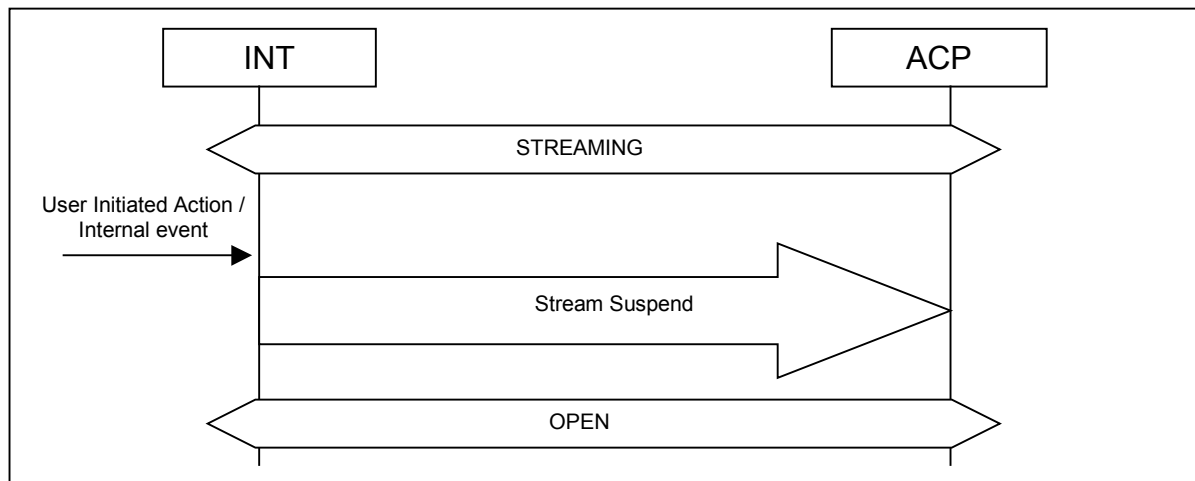 INT
ACP
STREAMING
User Initiated Action /
Internal event
Stream Suspend
OPEN